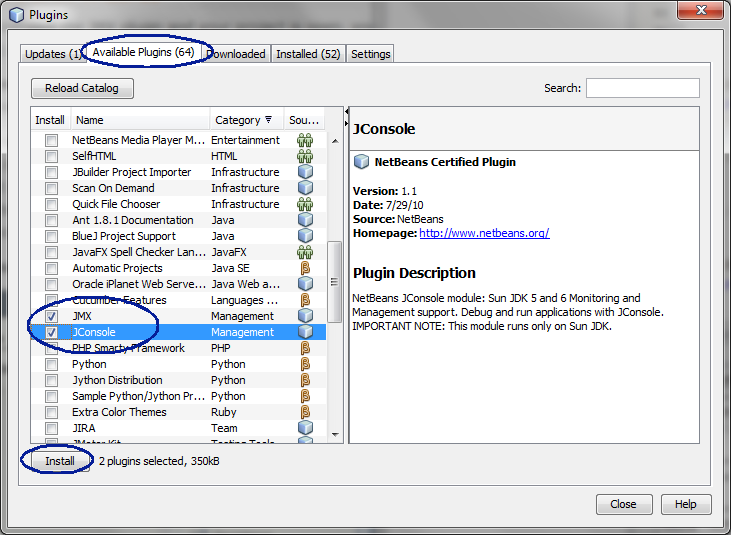 Plugins
Updates (1) Available Plugins (64) Downloaded Installed (52) Settings
Reload Catalog Search:
Install Name Category Sou...
NetBeans Media Player M... Entertainment
SelfHTML HTML
JBuilder Project Importer Infrastructure
Scan On Demand Infrastructure
Quick File Chooser Infrastructure
Ant 1.8.1 Documentation Java
BlueJ Project Support Java
JavaFX Spell Checker Lan... JavaFX
Automatic Projects Java SE
Oracle iPlanet Web Serve... Java Web a...
Cucumber Features Languages ...
JMX Management
JConsole Management
PHP Smarty Framework PHP
Python Python
Jython Distribution Python
Sample Python/Jython Pr... Python
Extra Color Themes Ruby
JIRA Team
JMeter Kit Testing Tools
JConsole
NetBeans Certified Plugin
Version: 1.1
Date: 7/29/10
Source: NetBeans
Homepage: http://www.netbeans.org/
Plugin Description
NetBeans JConsole module: Sun JDK 5 and 6 Monitoring and
Management support. Debug and run applications with JConsole.
IMPORTANT NOTE: This module runs only on Sun JDK.
Install 2 plugins selected, 350kB
Close Help